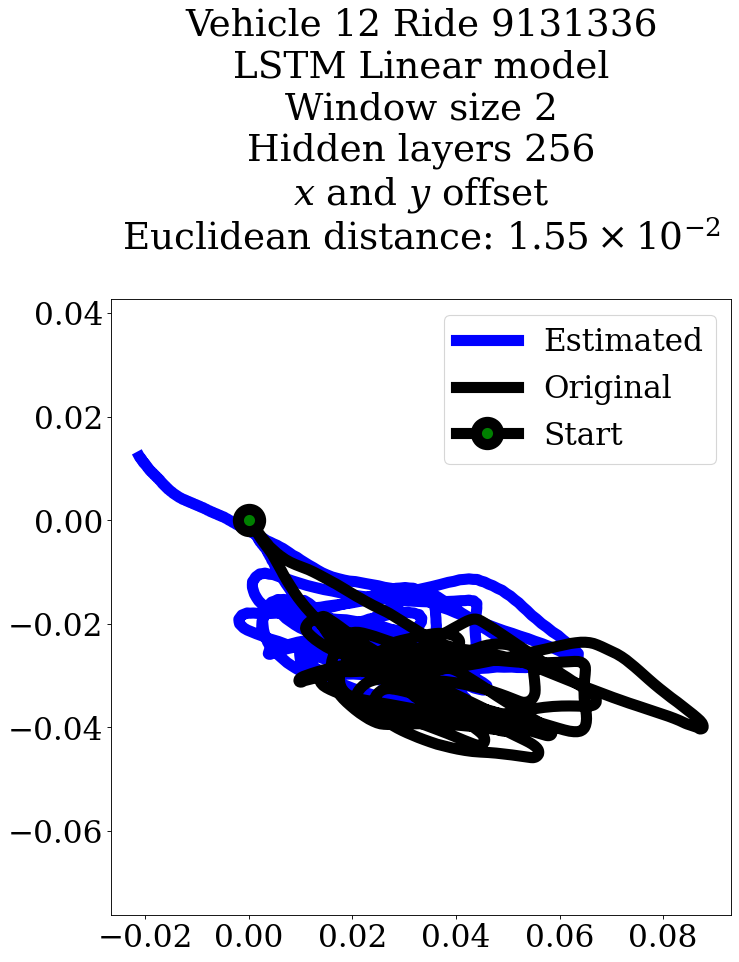 Vehicle 12 Ride 9131336
LSTM Linear model
Window size 2
Hidden layers 256
x and y offset
Euclidean distance: 1.55 × 10⁻²
Estimated
Original
Start
0.04
0.02
0.00
−0.02
−0.04
−0.06
−0.02 0.00 0.02 0.04 0.06 0.08